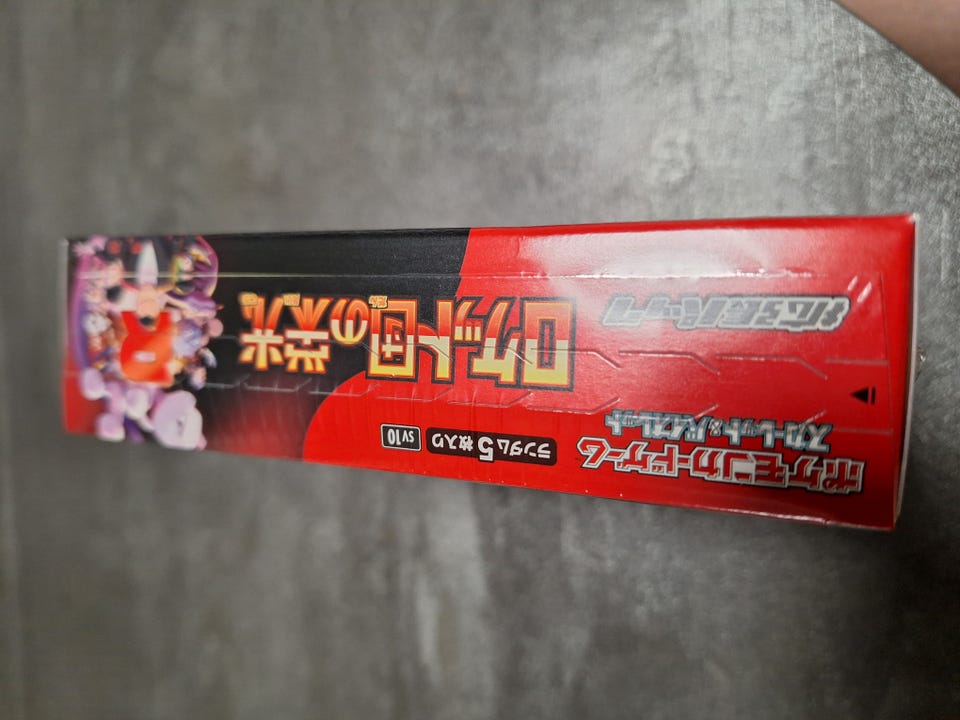 ポケモンカードゲーム
スカーレット&バイオレット
ランダム5枚入り
SV10
拡張パック
ロケット団の栄光